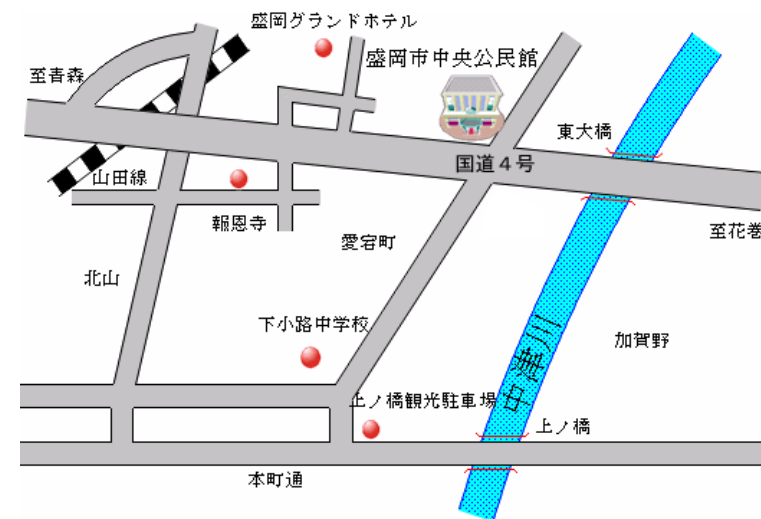 盛岡グランドホテル
盛岡市中央公民館
至青森
東大橋
国道４号
山田線
報恩寺
至花巻
愛宕町
北山
下小路中学校
加賀野
中津川
上ノ橋観光駐車場
上ノ橋
本町通